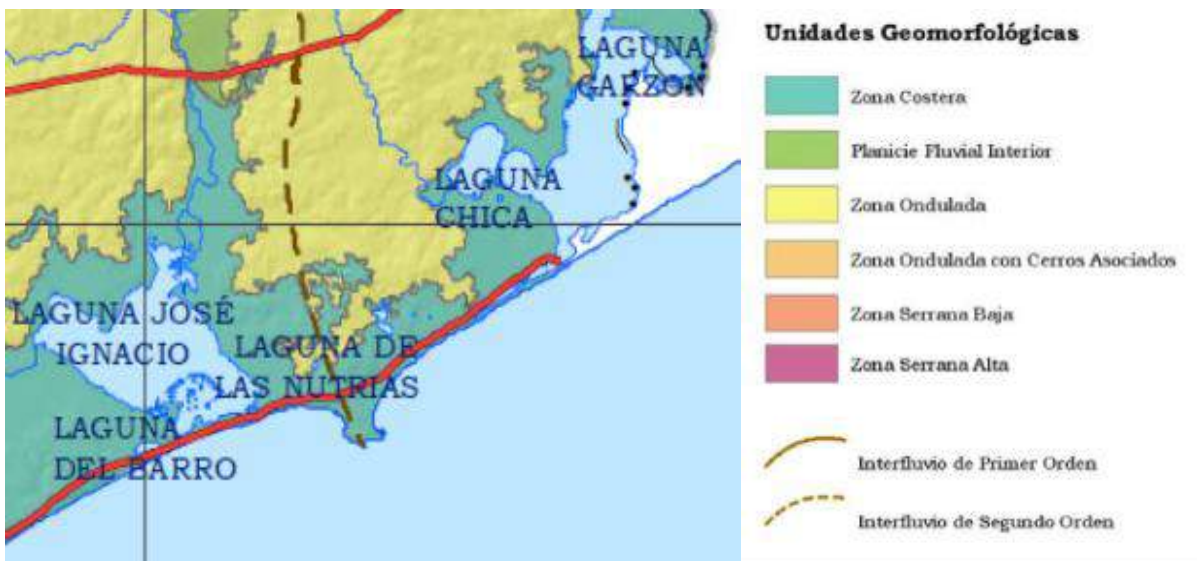 LAGUNA
GARZON
LAGUNA
CHICA
LAGUNA JOSÉ
IGNACIO
LAGUNA DE
LAS NUTRIAS
LAGUNA
DEL BARRO
Unidades Geomorfológicas
Zona Costera
Planicie Fluvial Interior
Zona Ondulada
Zona Ondulada con Cerros Asociados
Zona Serrana Baja
Zona Serrana Alta
Interfluvio de Primer Orden
Interfluvio de Segundo Orden